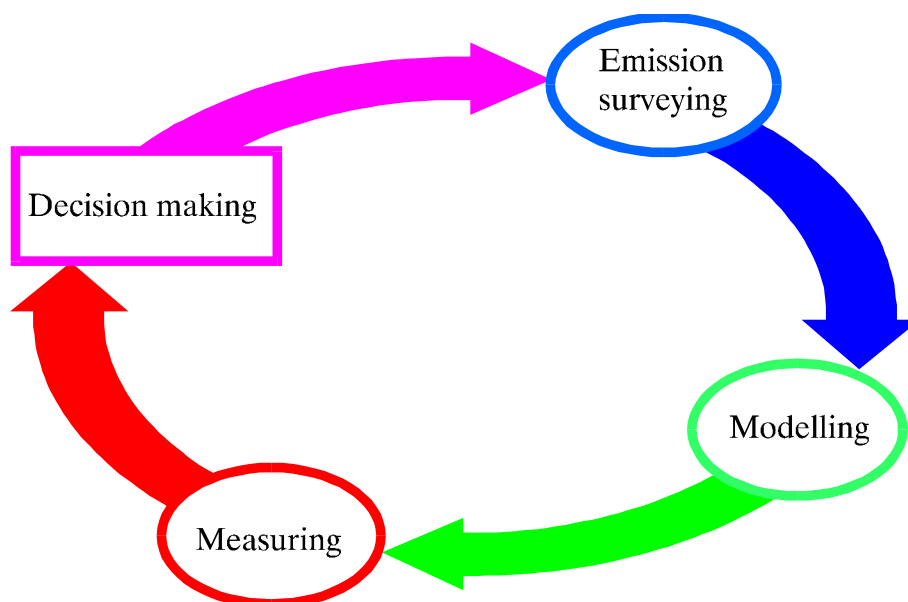 Emission
surveying
Decision making
Modelling
Measuring